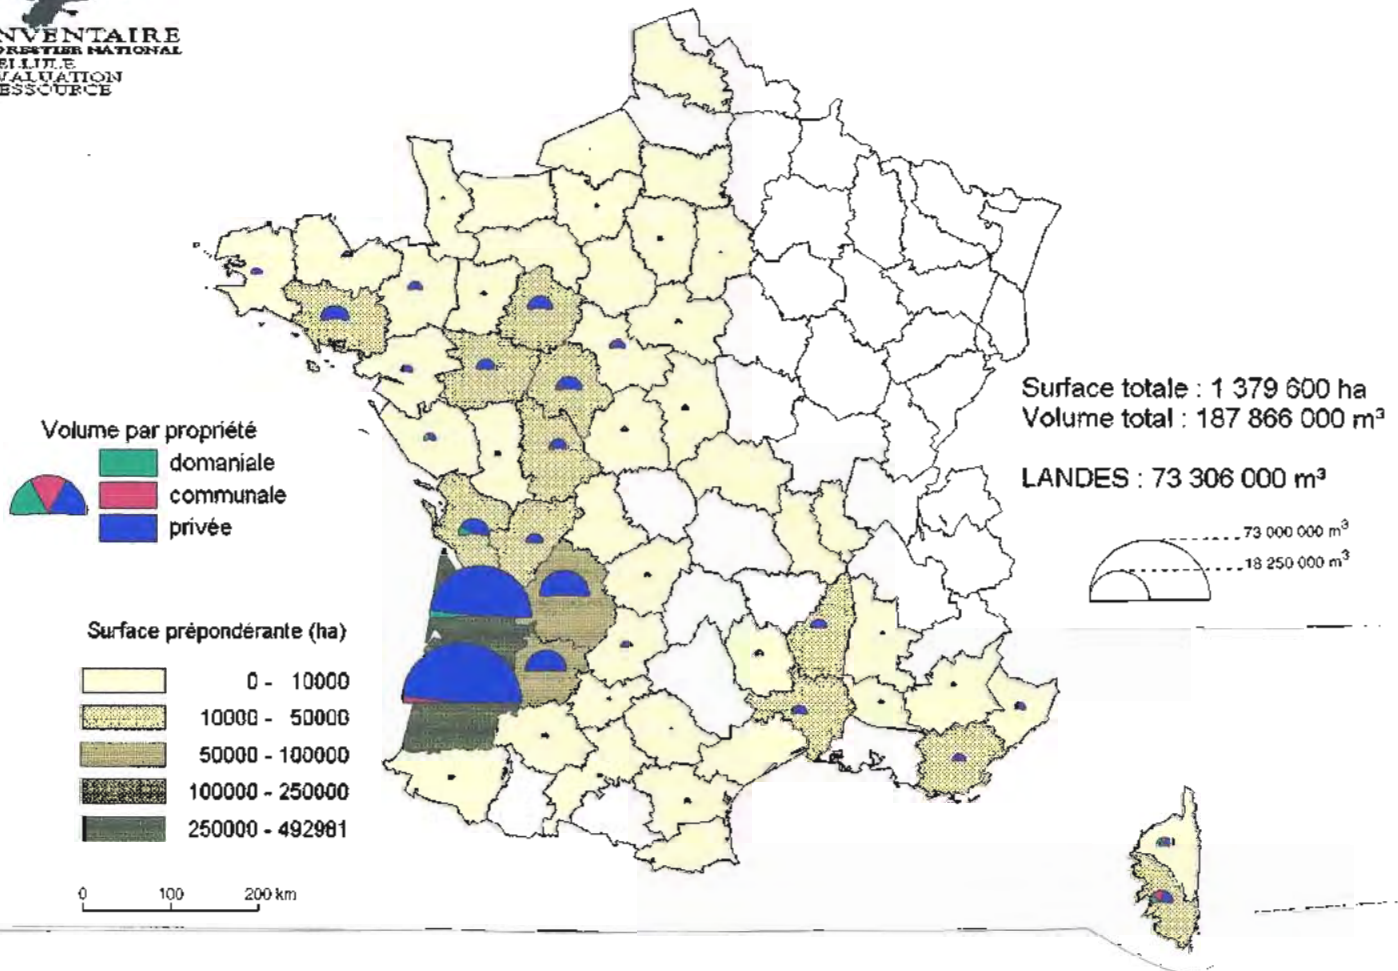 NVENTAIRE
ORESTIER NATIONAL
ELLULE
VALUATION
ESSOURCE
Surface totale : 1 379 600 ha
Volume total : 187 866 000 m³
LANDES : 73 306 000 m³
73 000 000 m³
18 250 000 m³
Volume par propriété
domaniale
communale
privée
Surface prépondérante (ha)
0 - 10000
10000 - 50000
50000 - 100000
100000 - 250000
250000 - 492981
0 100 200 km